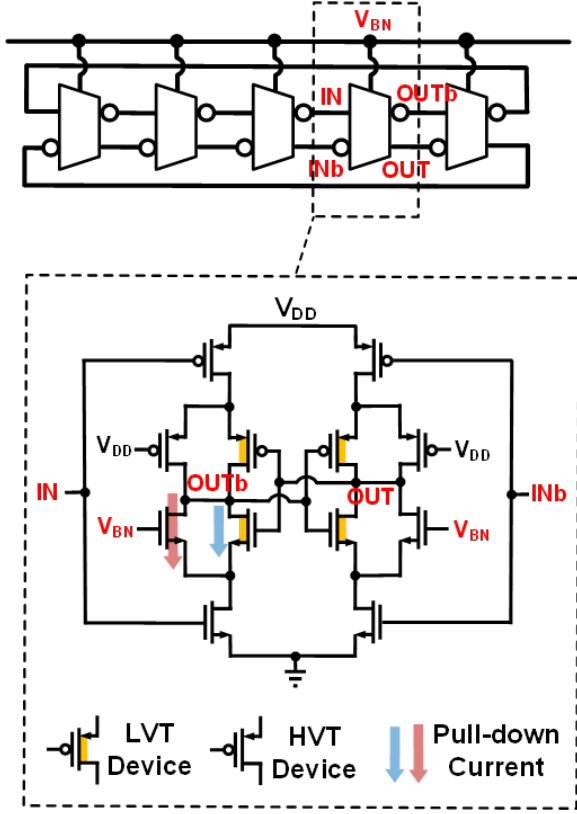 V_BN
IN OUTb
INb OUT
V_DD
V_DD OUTb OUT V_DD
IN INb
V_BN V_BN
LVT Device
HVT Device
Pull-down Current